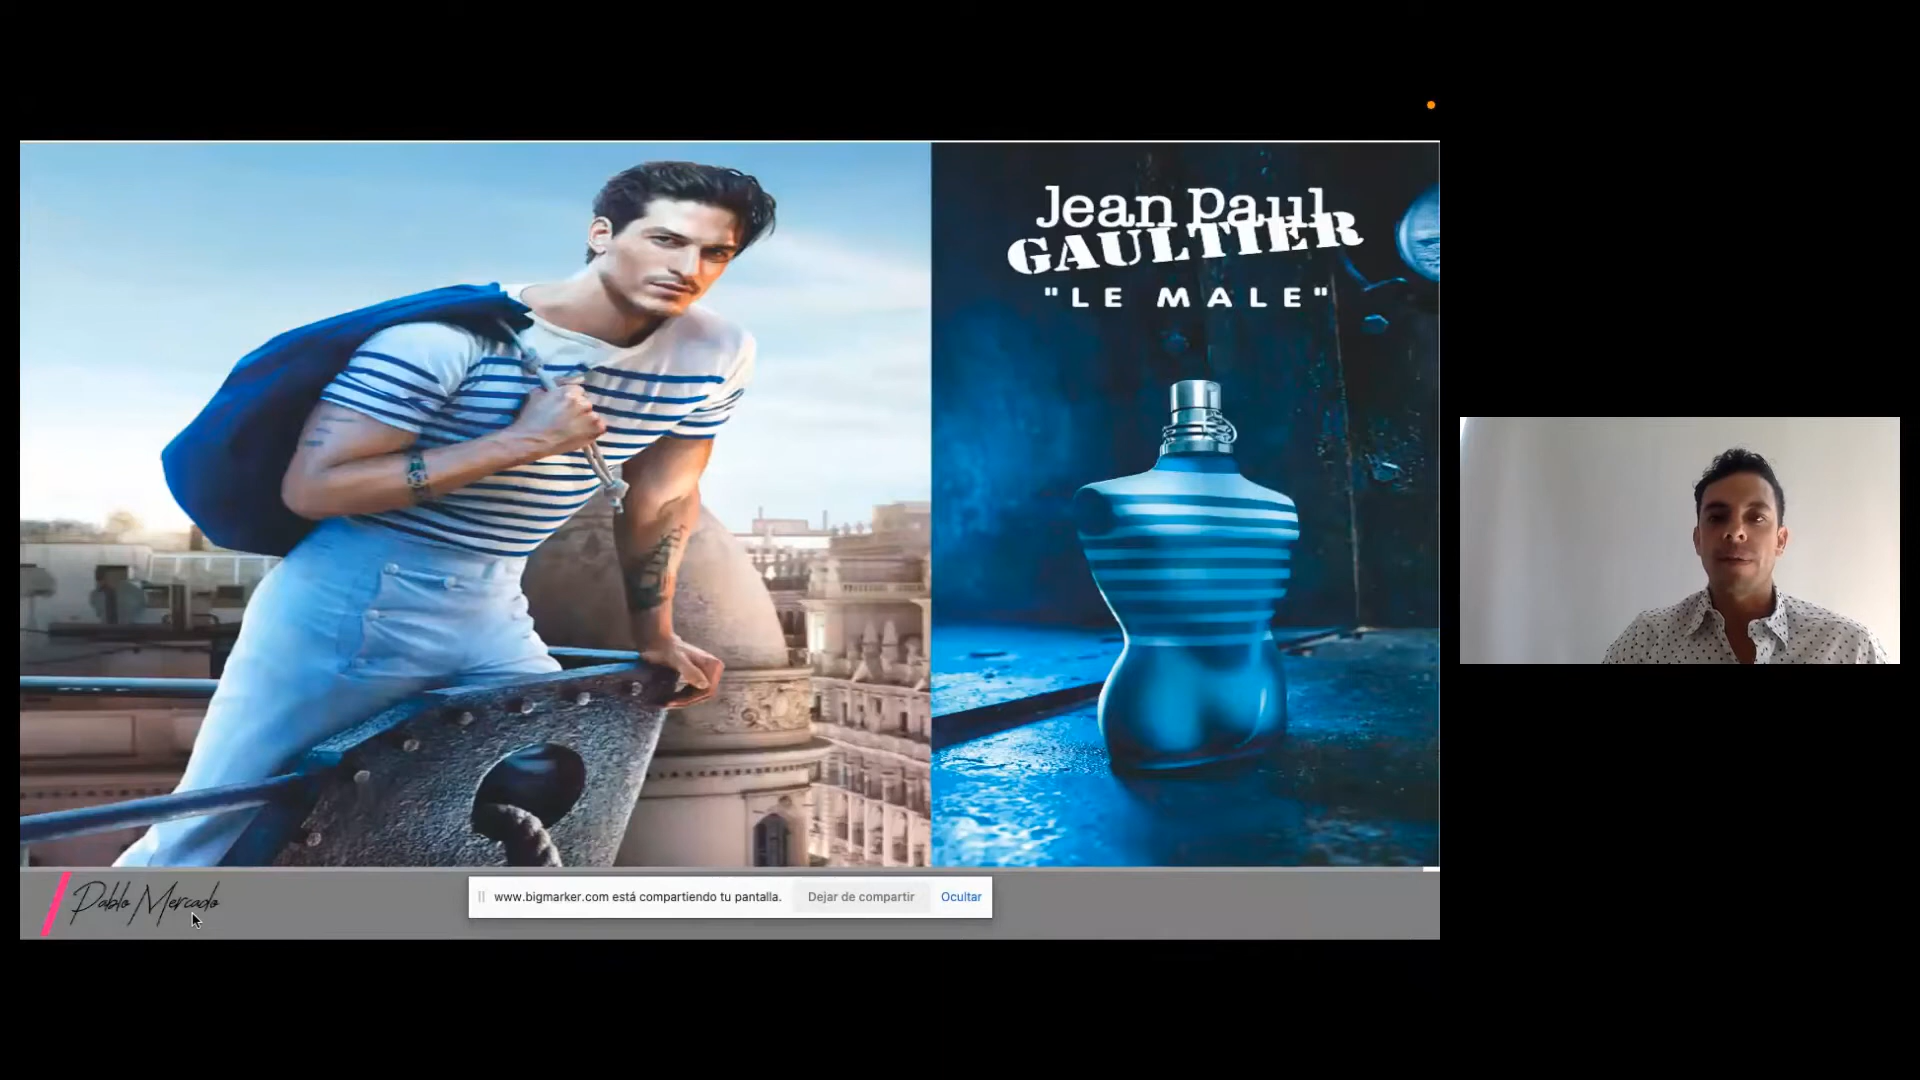 Jean Paul
GAULTIER
"LE MALE"
Pablo Mercado
www.bigmarker.com está compartiendo tu pantalla.
Dejar de compartir
Ocultar